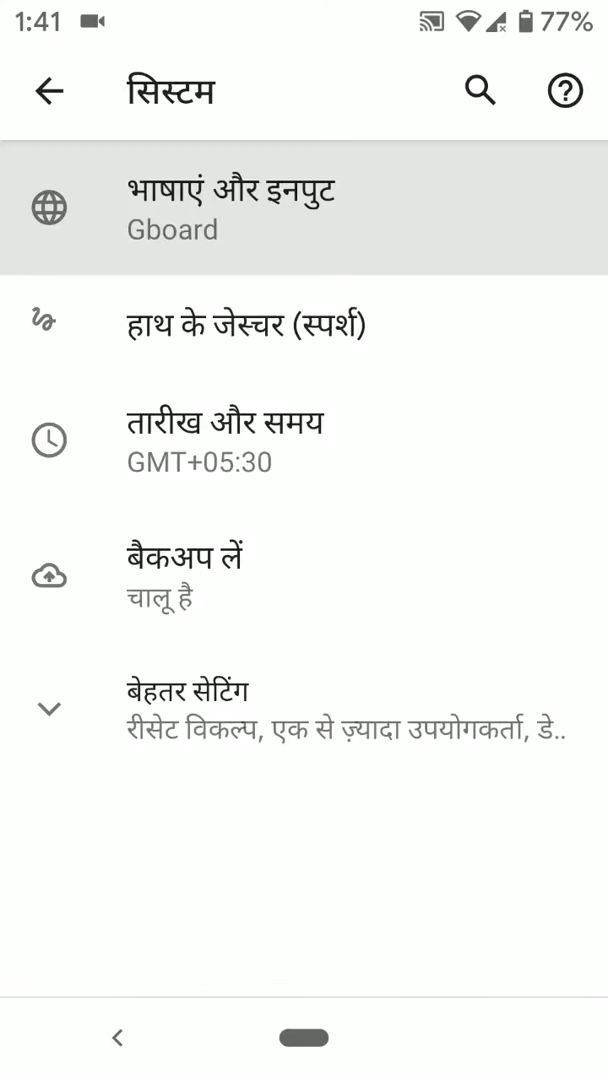 1:41 77%
सिस्टम
भाषाएं और इनपुट
Gboard
हाथ के जेस्चर (स्पर्श)
तारीख और समय
GMT+05:30
बैकअप लें
चालू है
बेहतर सेटिंग
रीसेट विकल्प, एक से ज़्यादा उपयोगकर्ता, डे..